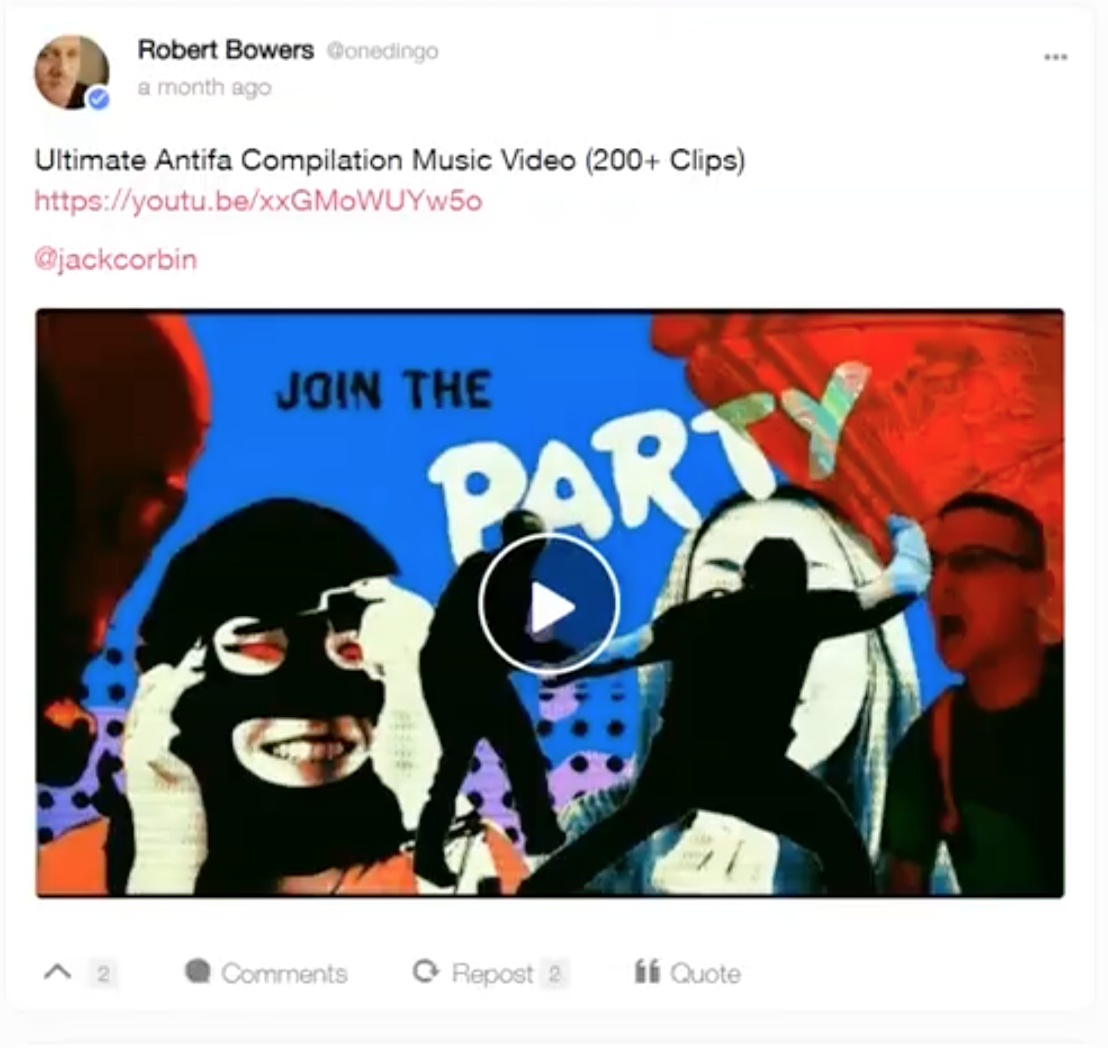 Robert Bowers @onedingo
a month ago
Ultimate Antifa Compilation Music Video (200+ Clips)
https://youtu.be/xxGMoWUYw5o
@jackcorbin
JOIN THE
PARTY
2 Comments Repost 2 Quote